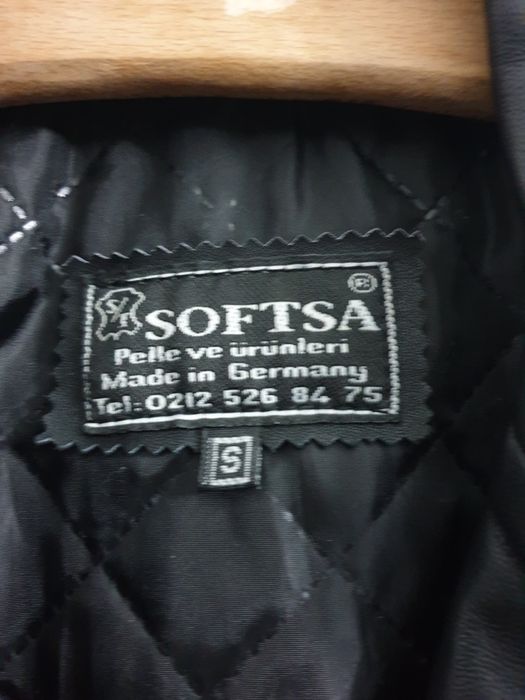 S/T SOFTSA ®
Pelle ve ürünleri
Made in Germany
Tel: 0212 526 84 75
S